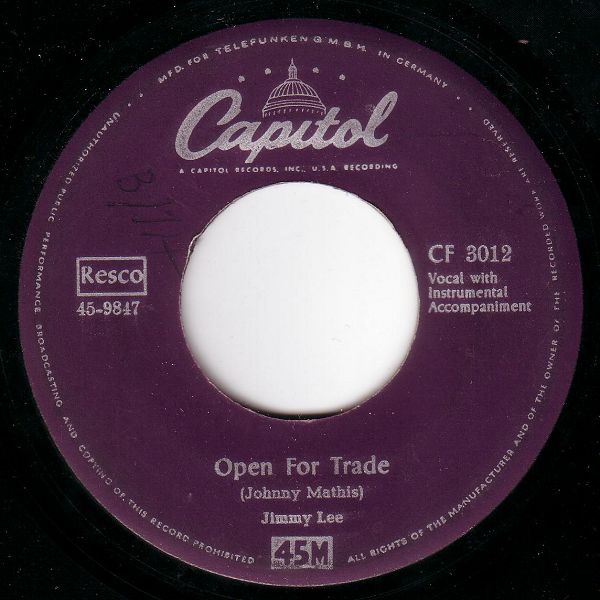 MFD. FOR TELEFUNKEN G.M.B.H. IN GERMANY
Capitol
A CAPITOL RECORDS, INC., U.S.A. RECORDING
Resco
45-9847
CF 3012
Vocal with
Instrumental
Accompaniment
Open For Trade
(Johnny Mathis)
Jimmy Lee
45M
ALL RIGHTS OF THE MANUFACTURER AND OF THE OWNER OF THE RECORDED WORK ARE RESERVED
UNAUTHORIZED PUBLIC PERFORMANCE BROADCASTING AND COPYING OF THIS RECORD PROHIBITED